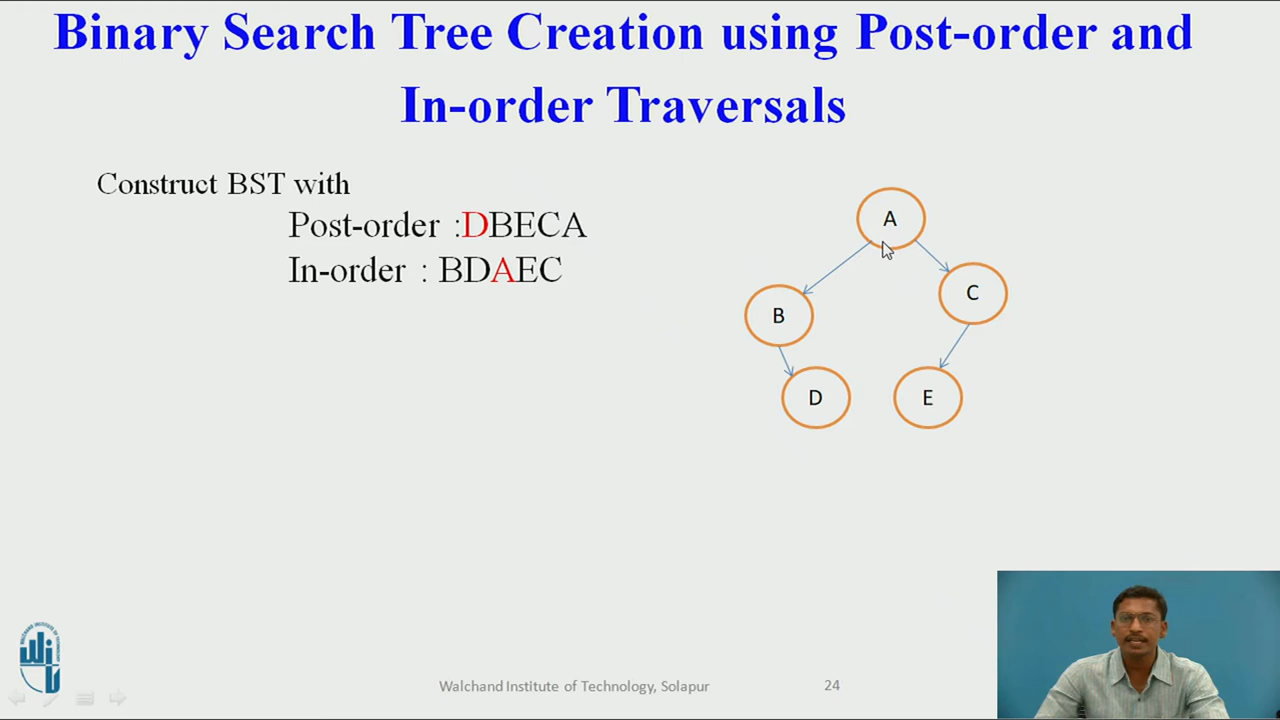 Binary Search Tree Creation using Post-order and
In-order Traversals
Construct BST with
Post-order :DBECA
In-order : BDAEC
A
B
C
D
E
Walchand Institute of Technology, Solapur
24